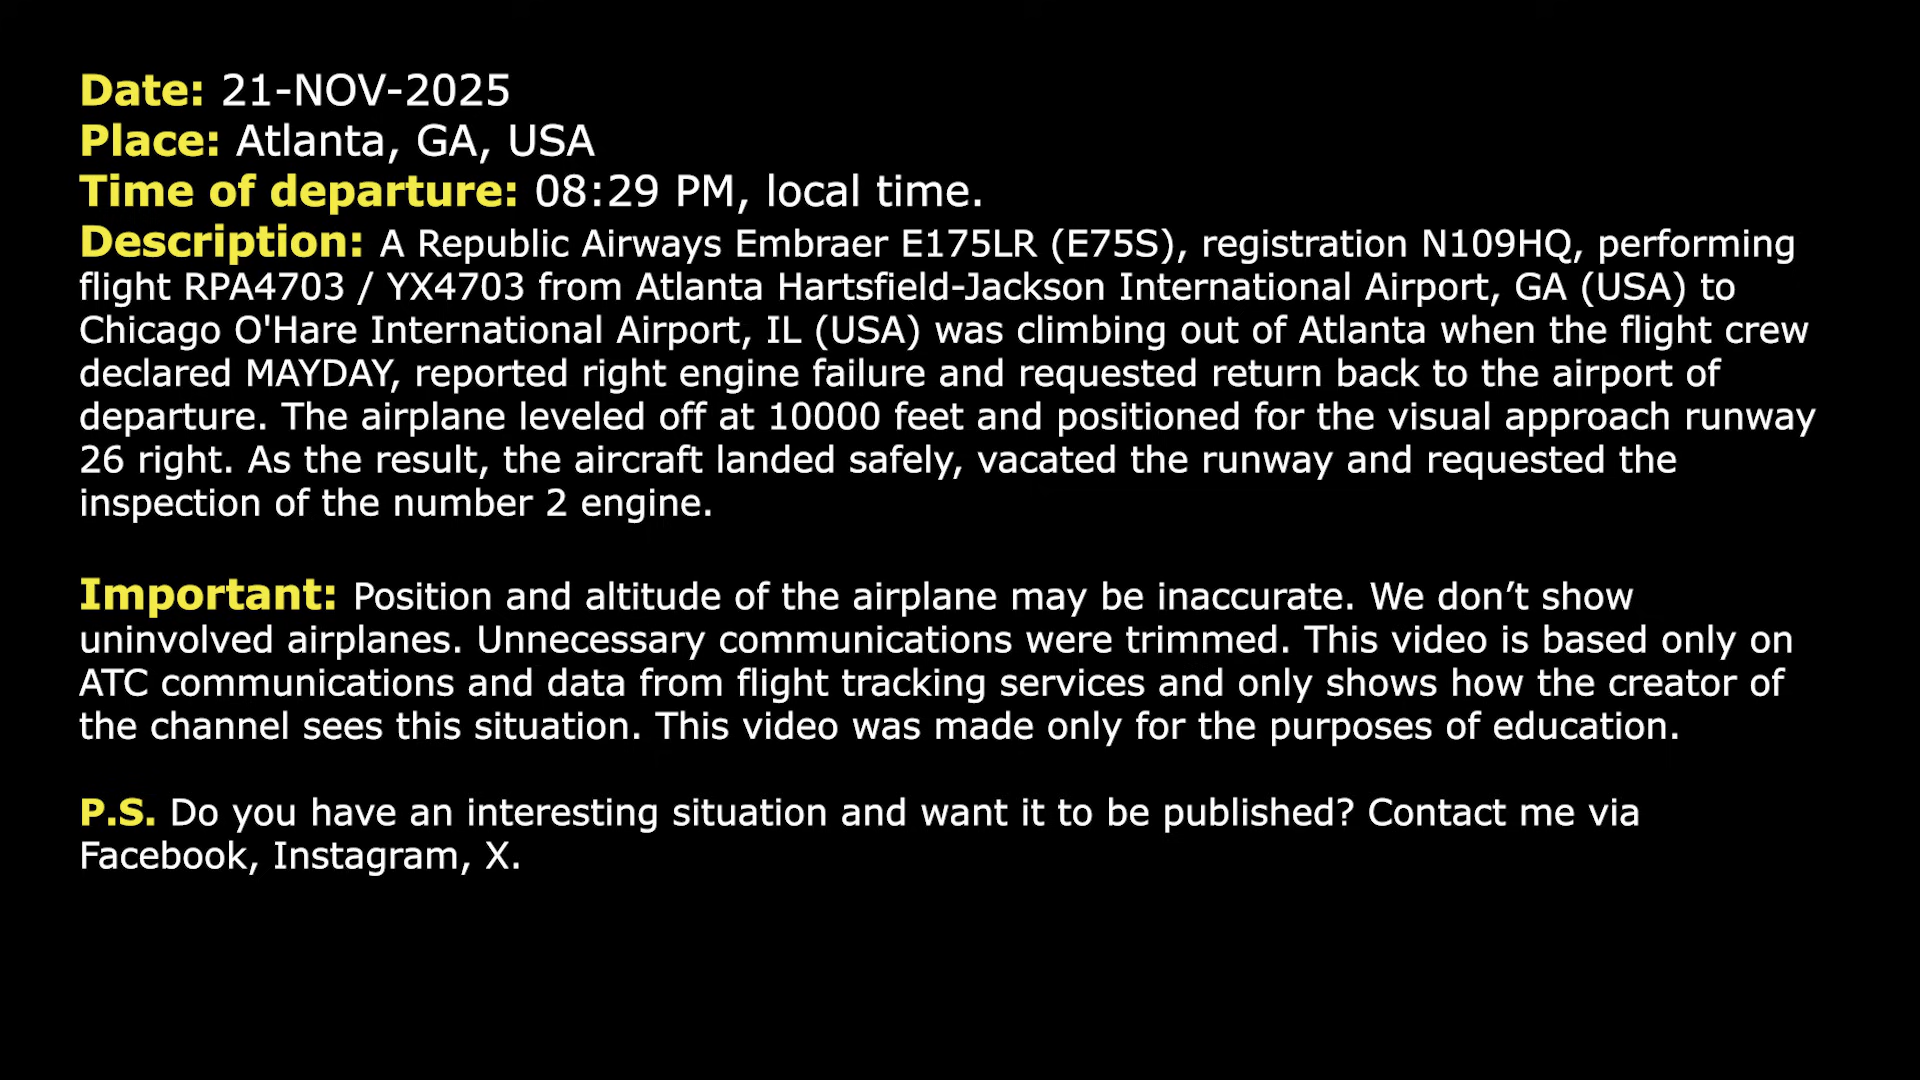 Date: 21-NOV-2025
Place: Atlanta, GA, USA
Time of departure: 08:29 PM, local time.
Description: A Republic Airways Embraer E175LR (E75S), registration N109HQ, performing
flight RPA4703 / YX4703 from Atlanta Hartsfield-Jackson International Airport, GA (USA) to
Chicago O'Hare International Airport, IL (USA) was climbing out of Atlanta when the flight crew
declared MAYDAY, reported right engine failure and requested return back to the airport of
departure. The airplane leveled off at 10000 feet and positioned for the visual approach runway
26 right. As the result, the aircraft landed safely, vacated the runway and requested the
inspection of the number 2 engine.
Important: Position and altitude of the airplane may be inaccurate. We don’t show
uninvolved airplanes. Unnecessary communications were trimmed. This video is based only on
ATC communications and data from flight tracking services and only shows how the creator of
the channel sees this situation. This video was made only for the purposes of education.
P.S. Do you have an interesting situation and want it to be published? Contact me via
Facebook, Instagram, X.